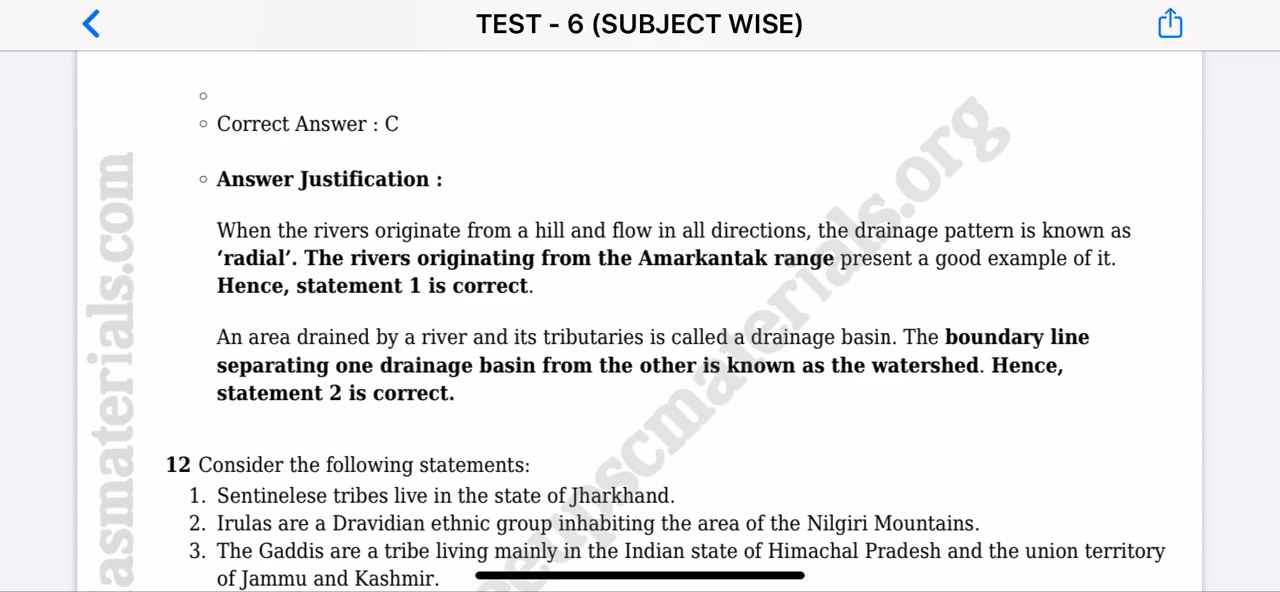 TEST - 6 (SUBJECT WISE)
Correct Answer : C
Answer Justification :
When the rivers originate from a hill and flow in all directions, the drainage pattern is known as
‘radial’. The rivers originating from the Amarkantak range present a good example of it.
Hence, statement 1 is correct.
An area drained by a river and its tributaries is called a drainage basin. The boundary line
separating one drainage basin from the other is known as the watershed. Hence,
statement 2 is correct.
12 Consider the following statements:
1. Sentinelese tribes live in the state of Jharkhand.
2. Irulas are a Dravidian ethnic group inhabiting the area of the Nilgiri Mountains.
3. The Gaddis are a tribe living mainly in the Indian state of Himachal Pradesh and the union territory
of Jammu and Kashmir.
asmaterials.com
eeupscmaterials.org